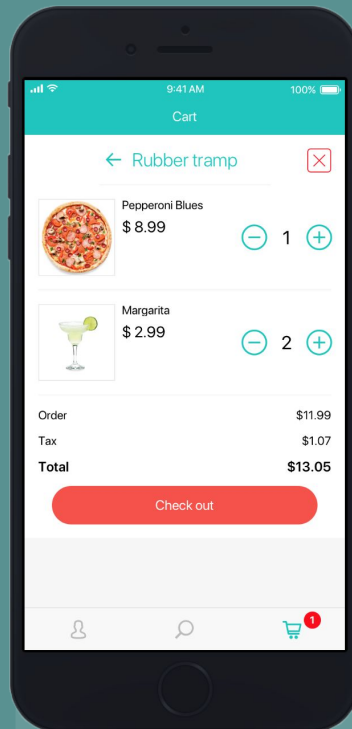 9:41 AM
100%
Cart
Rubber tramp
Pepperoni Blues
$ 8.99
1
Margarita
$ 2.99
2
Order $11.99
Tax $1.07
Total $13.05
Check out
1